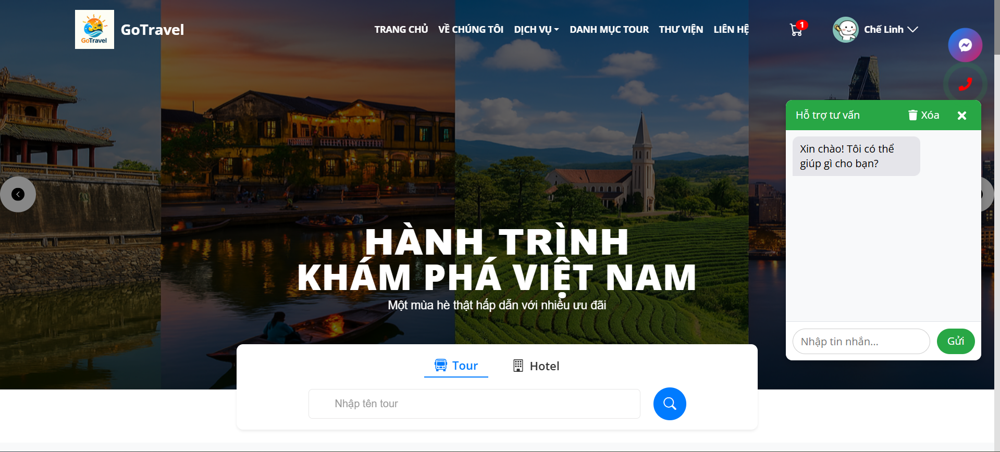 GoTravel
GoTravel
TRANG CHỦ
VỀ CHÚNG TÔI
DỊCH VỤ
DANH MỤC TOUR
THƯ VIỆN
LIÊN HỆ
1
Chế Linh
Hỗ trợ tư vấn
Xóa
Xin chào! Tôi có thể
giúp gì cho bạn?
Nhập tin nhắn...
Gửi
HÀNH TRÌNH
KHÁM PHÁ VIỆT NAM
Một mùa hè thật hấp dẫn với nhiều ưu đãi
Tour
Hotel
Nhập tên tour